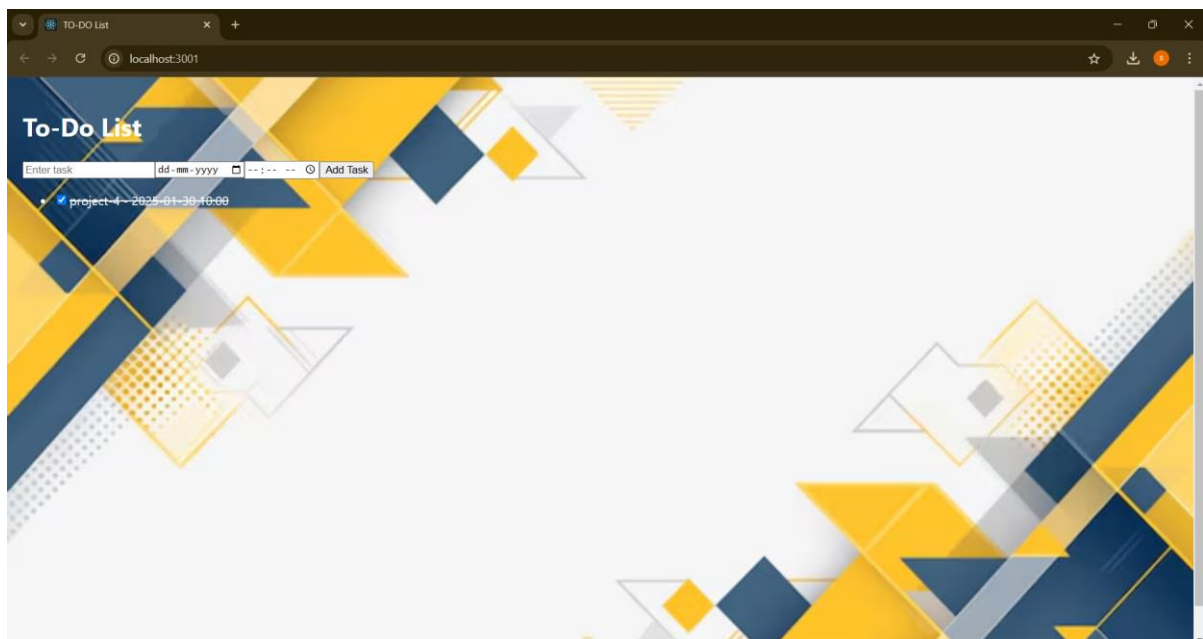 TO-DO List
localhost:3001
To-Do List
Enter task dd-mm-yyyy --:-- -- Add Task
project-4 - 2025-01-30 10:00